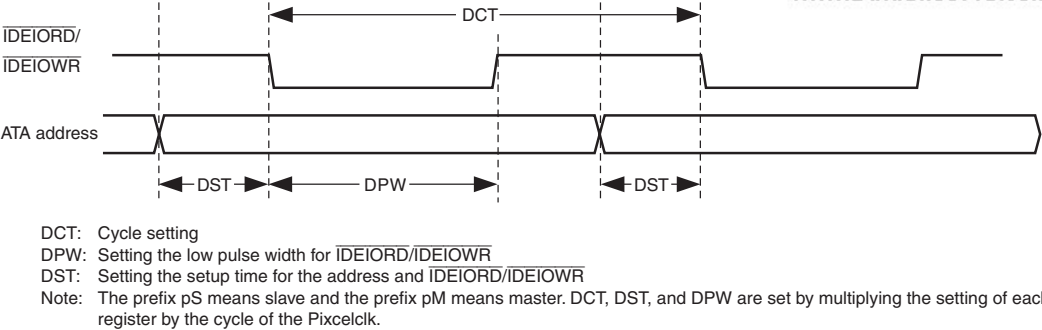 DCT
IDEIORD/
IDEIOWR
ATA address
DST
DPW
DST
DCT: Cycle setting
DPW: Setting the low pulse width for IDEIORD/IDEIOWR
DST: Setting the setup time for the address and IDEIORD/IDEIOWR
Note: The prefix pS means slave and the prefix pM means master. DCT, DST, and DPW are set by multiplying the setting of each
register by the cycle of the Pixcelclk.